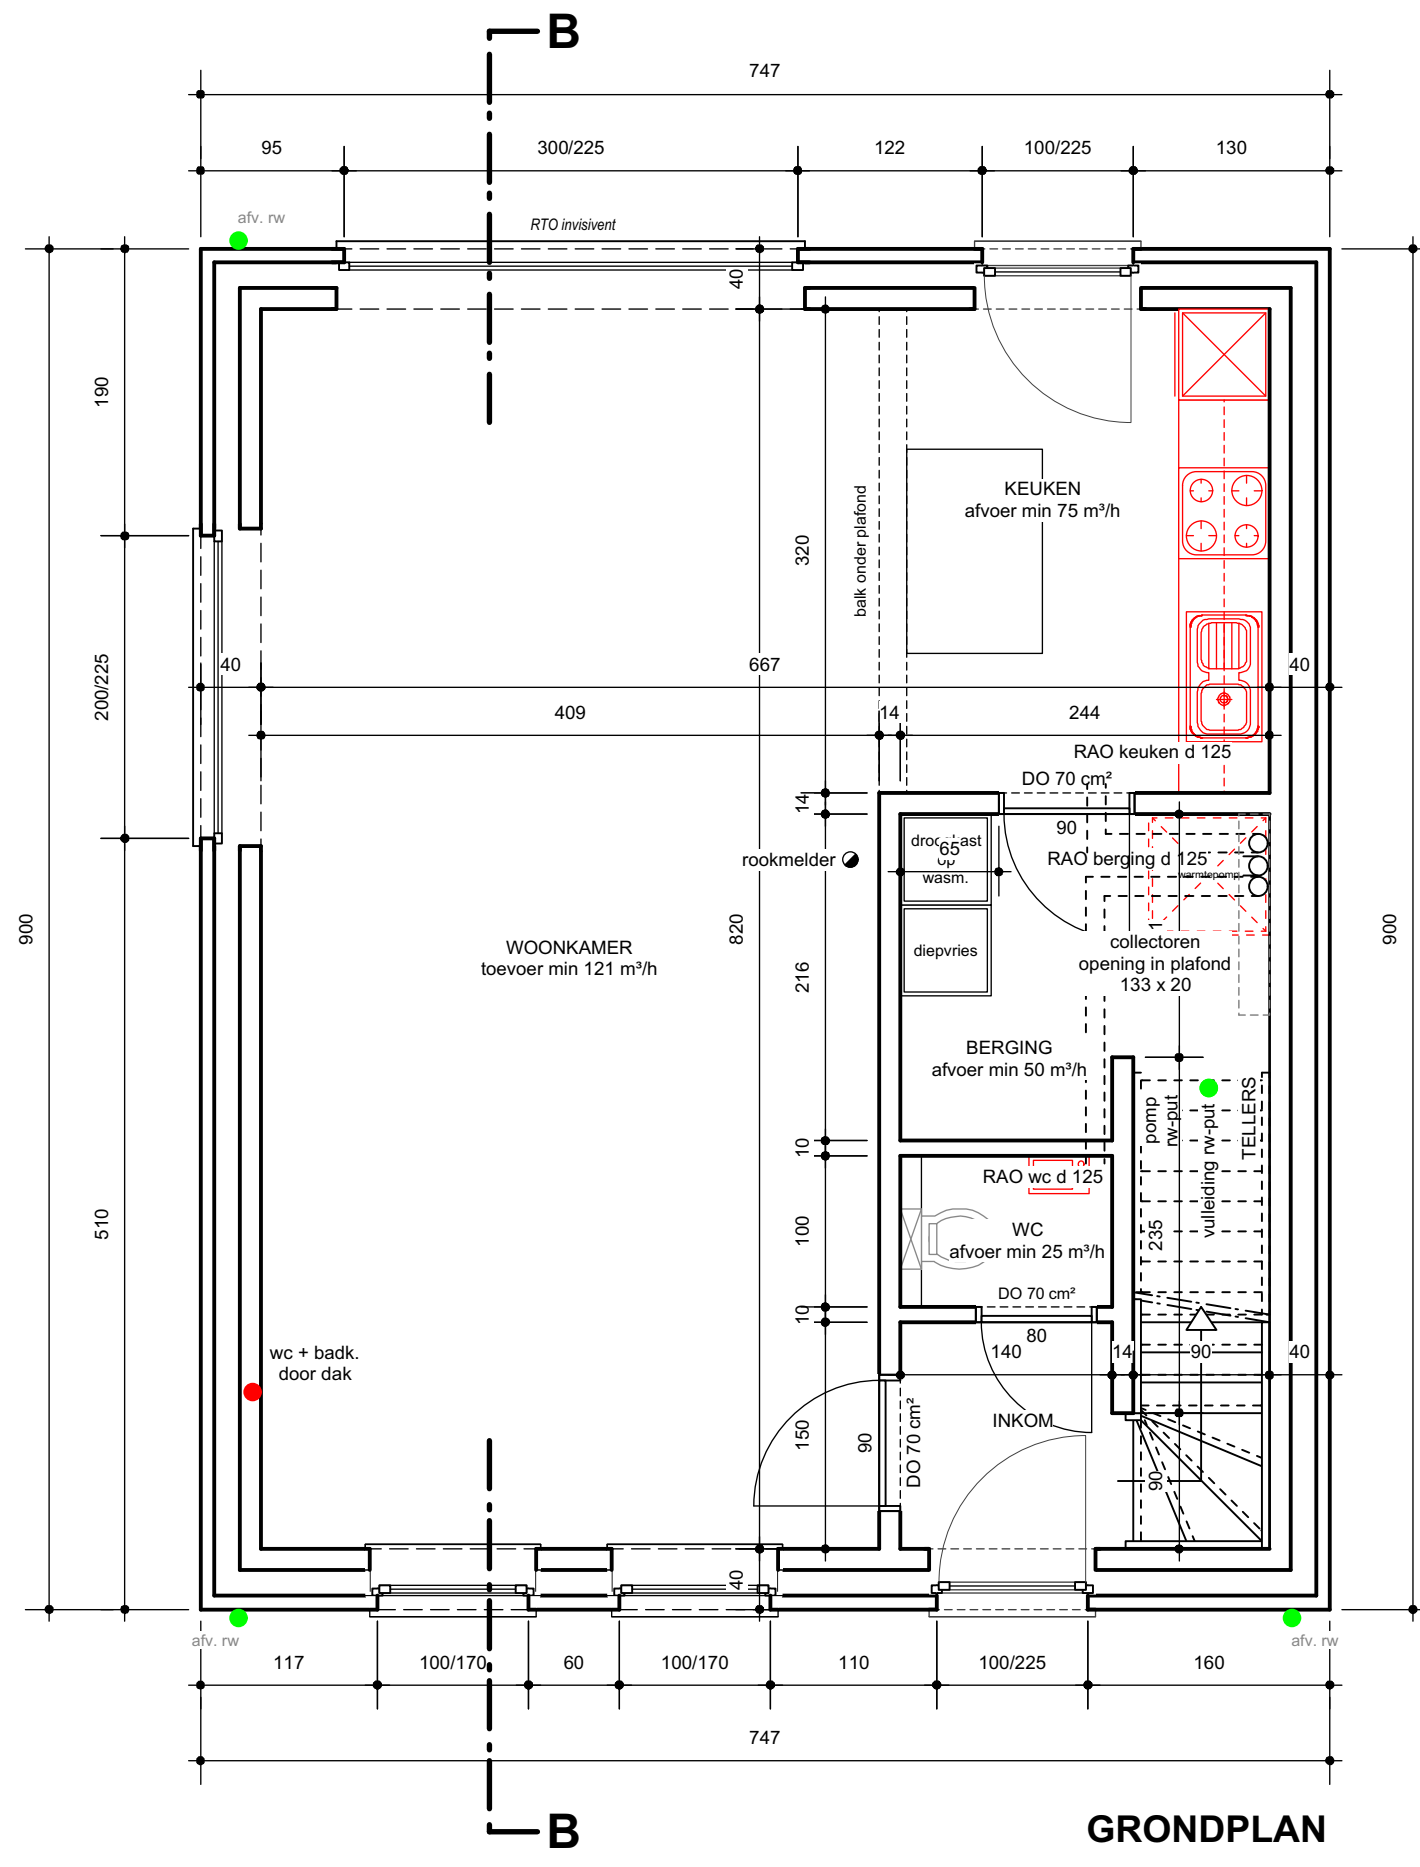 B
747
95
300/225
122
100/225
130
afv. rw
RTO invisivent
40
190
320
balk onder plafond
KEUKEN
afvoer min 75 m³/h
200/225
40
667
40
409
14
244
RAO keuken d 125
DO 70 cm²
14
90
65
op
wasm.
rookmelder
RAO berging d 125
warmtepomp
900
900
WOONKAMER
toevoer min 121 m³/h
820
216
diepvries
collectoren
opening in plafond
133 x 20
BERGING
afvoer min 50 m³/h
pomp
rw-put
vulleiding rw-put
TELLERS
10
RAO wc d 125
510
100
WC
afvoer min 25 m³/h
235
DO 70 cm²
10
80
wc + badk.
door dak
140
14
90
40
150
90
DO 70 cm²
INKOM
90
40
afv. rw
afv. rw
117
100/170
60
100/170
110
100/225
160
747
B
GRONDPLAN